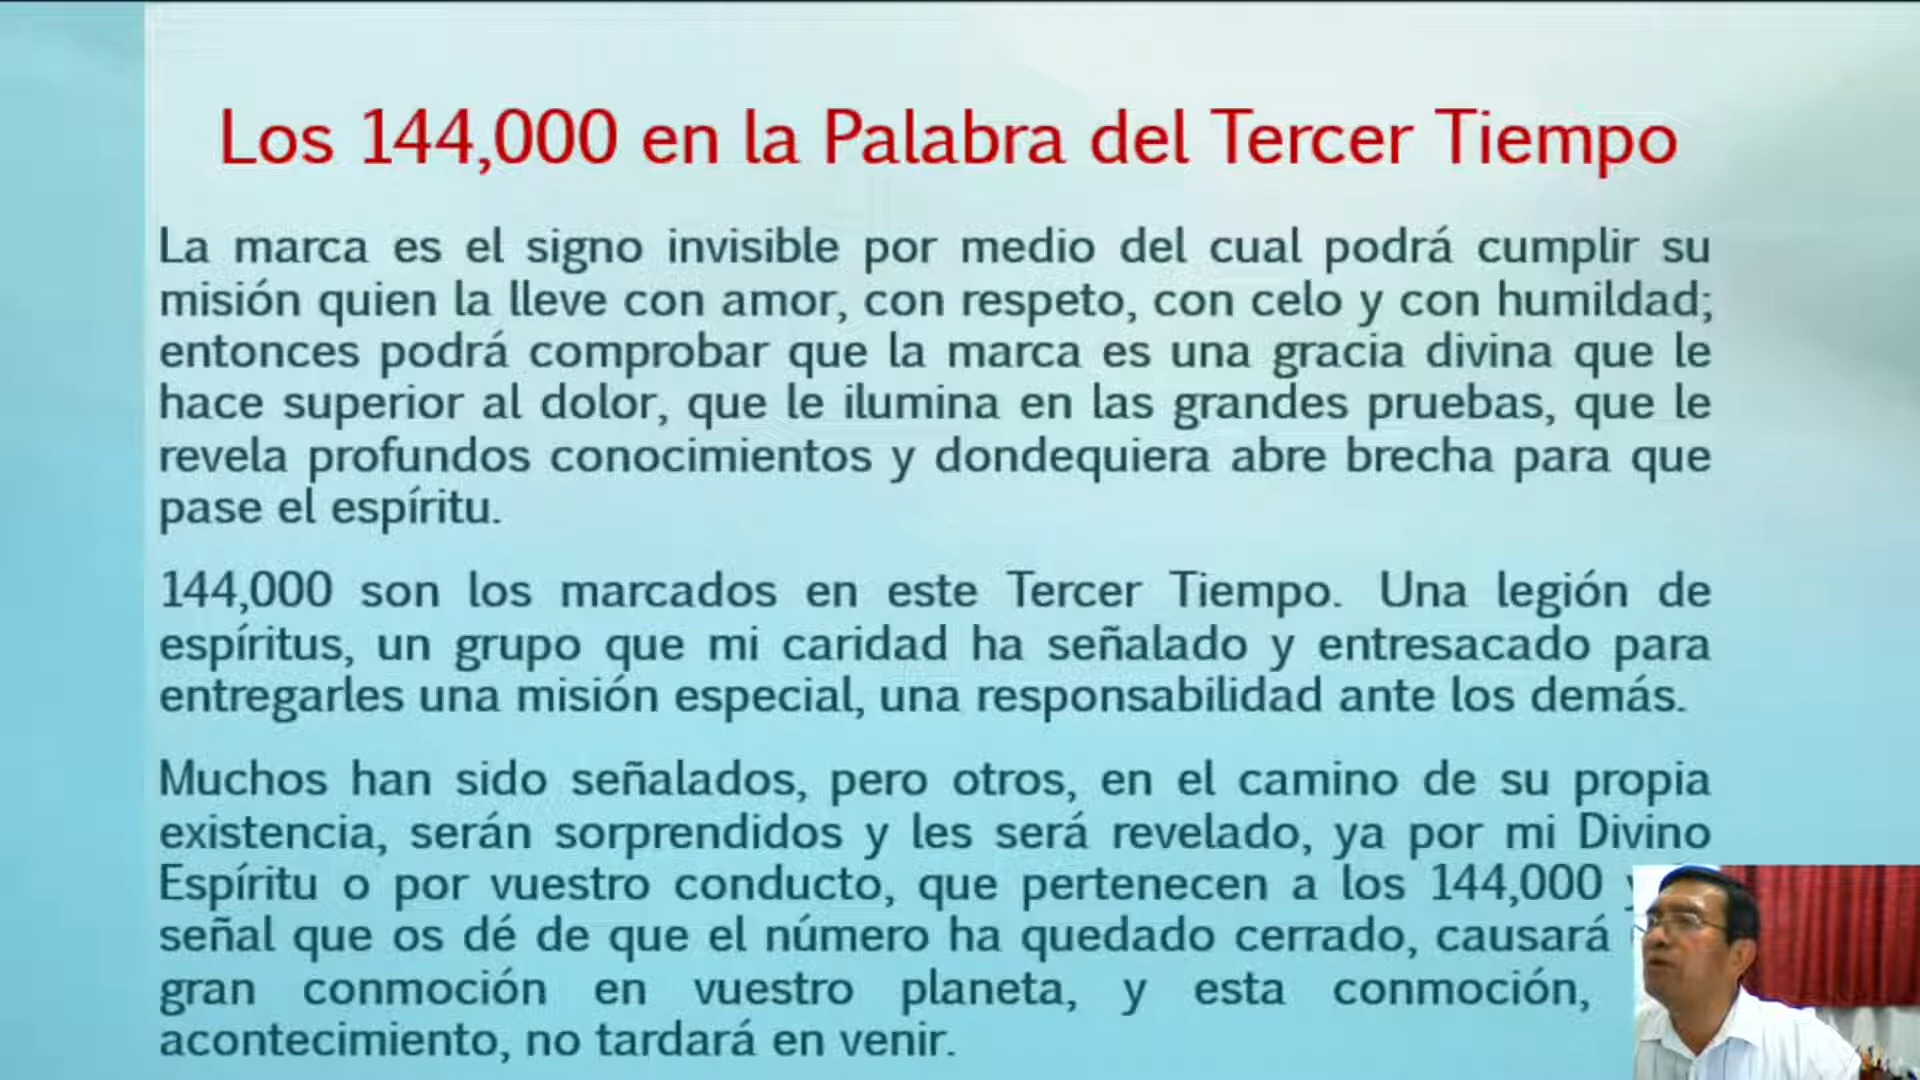 Los 144,000 en la Palabra del Tercer Tiempo
La marca es el signo invisible por medio del cual podrá cumplir su
misión quien la lleve con amor, con respeto, con celo y con humildad;
entonces podrá comprobar que la marca es una gracia divina que le
hace superior al dolor, que le ilumina en las grandes pruebas, que le
revela profundos conocimientos y dondequiera abre brecha para que
pase el espíritu.
144,000 son los marcados en este Tercer Tiempo. Una legión de
espíritus, un grupo que mi caridad ha señalado y entresacado para
entregarles una misión especial, una responsabilidad ante los demás.
Muchos han sido señalados, pero otros, en el camino de su propia
existencia, serán sorprendidos y les será revelado, ya por mi Divino
Espíritu o por vuestro conducto, que pertenecen a los 144,000
señal que os dé de que el número ha quedado cerrado, causará
gran conmoción en vuestro planeta, y esta conmoción,
acontecimiento, no tardará en venir.